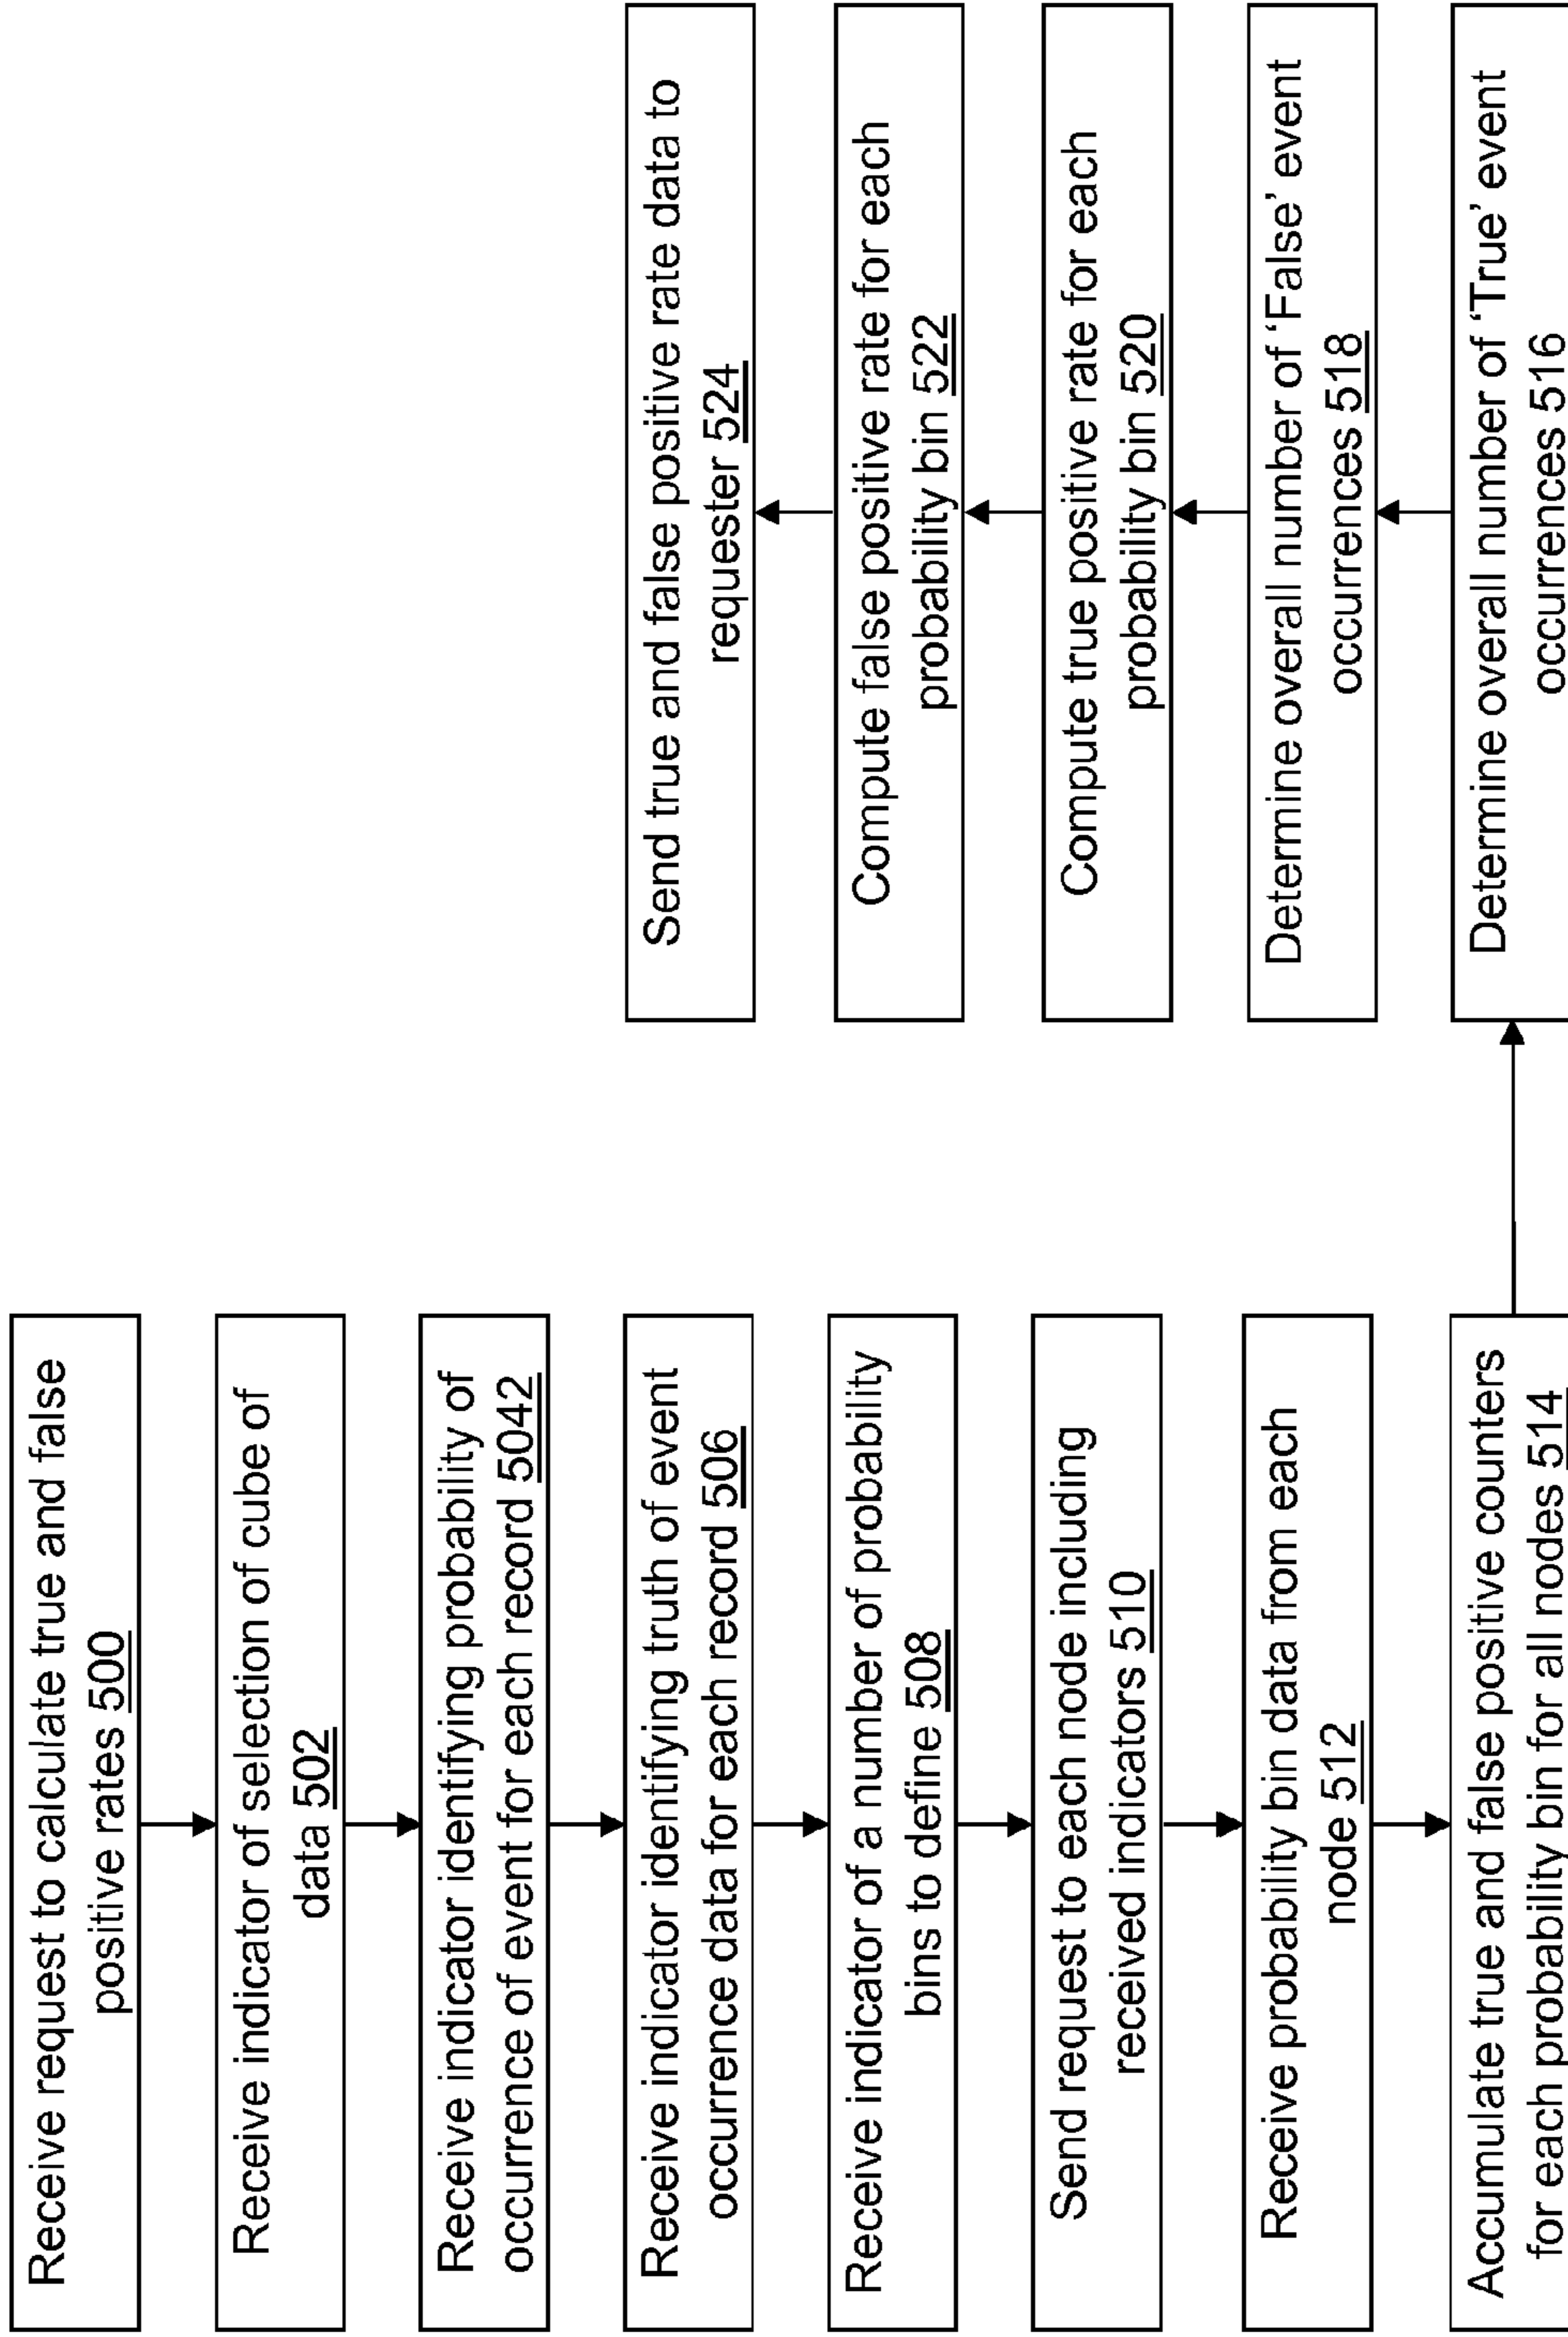 Receive request to calculate true and false
positive rates 500
Receive indicator of selection of cube of
data 502
Receive indicator identifying probability of
occurrence of event for each record 5042
Receive indicator identifying truth of event
occurrence data for each record 506
Receive indicator of a number of probability
bins to define 508
Send request to each node including
received indicators 510
Receive probability bin data from each
node 512
Accumulate true and false positive counters
for each probability bin for all nodes 514
Determine overall number of ‘True’ event
occurrences 516
Determine overall number of ‘False’ event
occurrences 518
Compute true positive rate for each
probability bin 520
Compute false positive rate for each
probability bin 522
Send true and false positive rate data to
requester 524